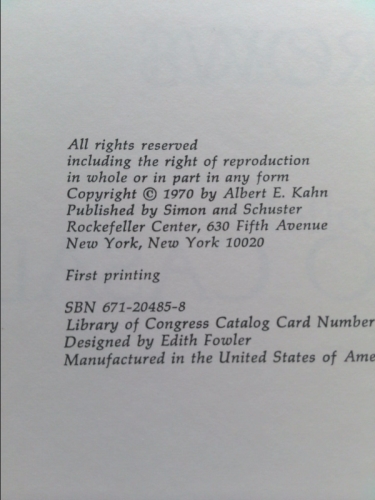 All rights reserved
including the right of reproduction
in whole or in part in any form
Copyright © 1970 by Albert E. Kahn
Published by Simon and Schuster
Rockefeller Center, 630 Fifth Avenue
New York, New York 10020
First printing
SBN 671-20485-8
Library of Congress Catalog Card Number
Designed by Edith Fowler
Manufactured in the United States of Ame